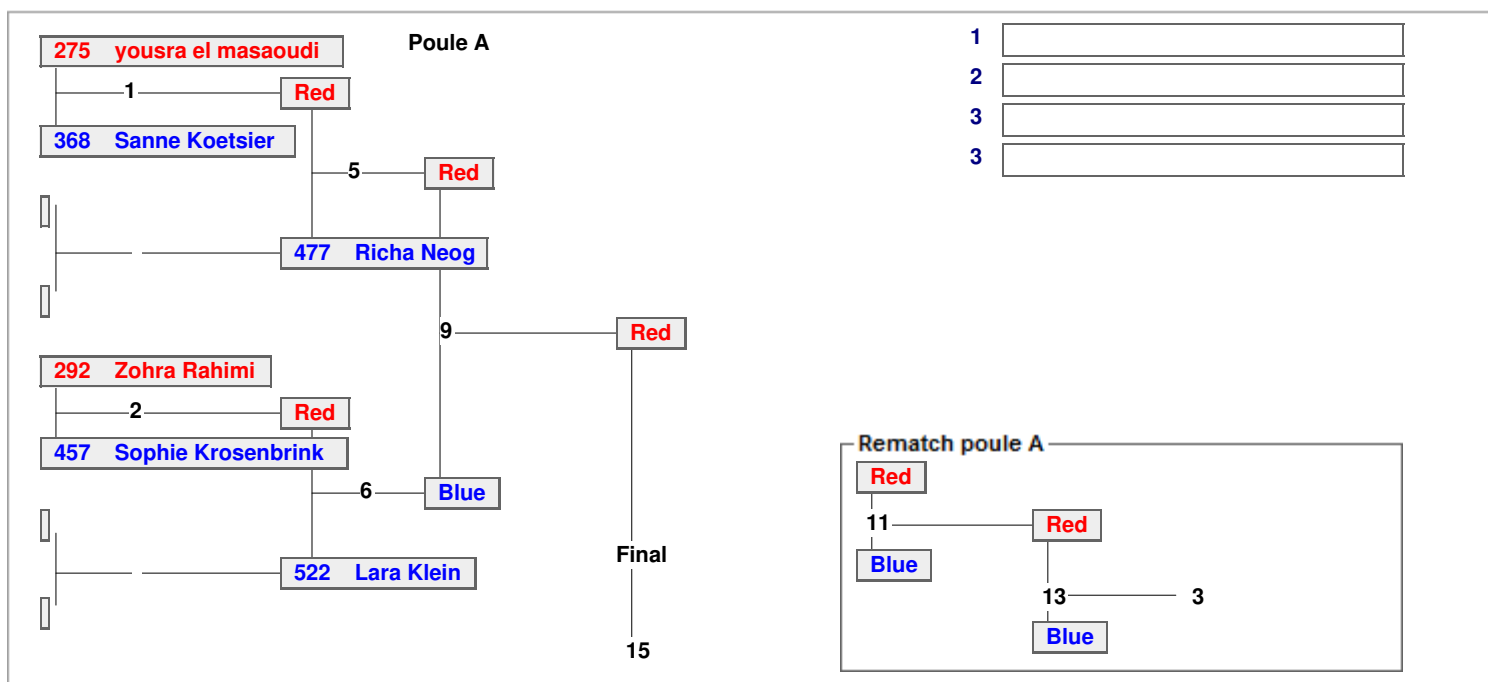 Poule A
1
275 yousra el masaoudi
2
1 Red
3
368 Sanne Koetsier
3
5 Red
477 Richa Neog
9 Red
292 Zohra Rahimi
2 Red
457 Sophie Krosenbrink
Rematch poule A
Red
6 Blue
11 Red
Final
Blue
522 Lara Klein
13 3
Blue
15